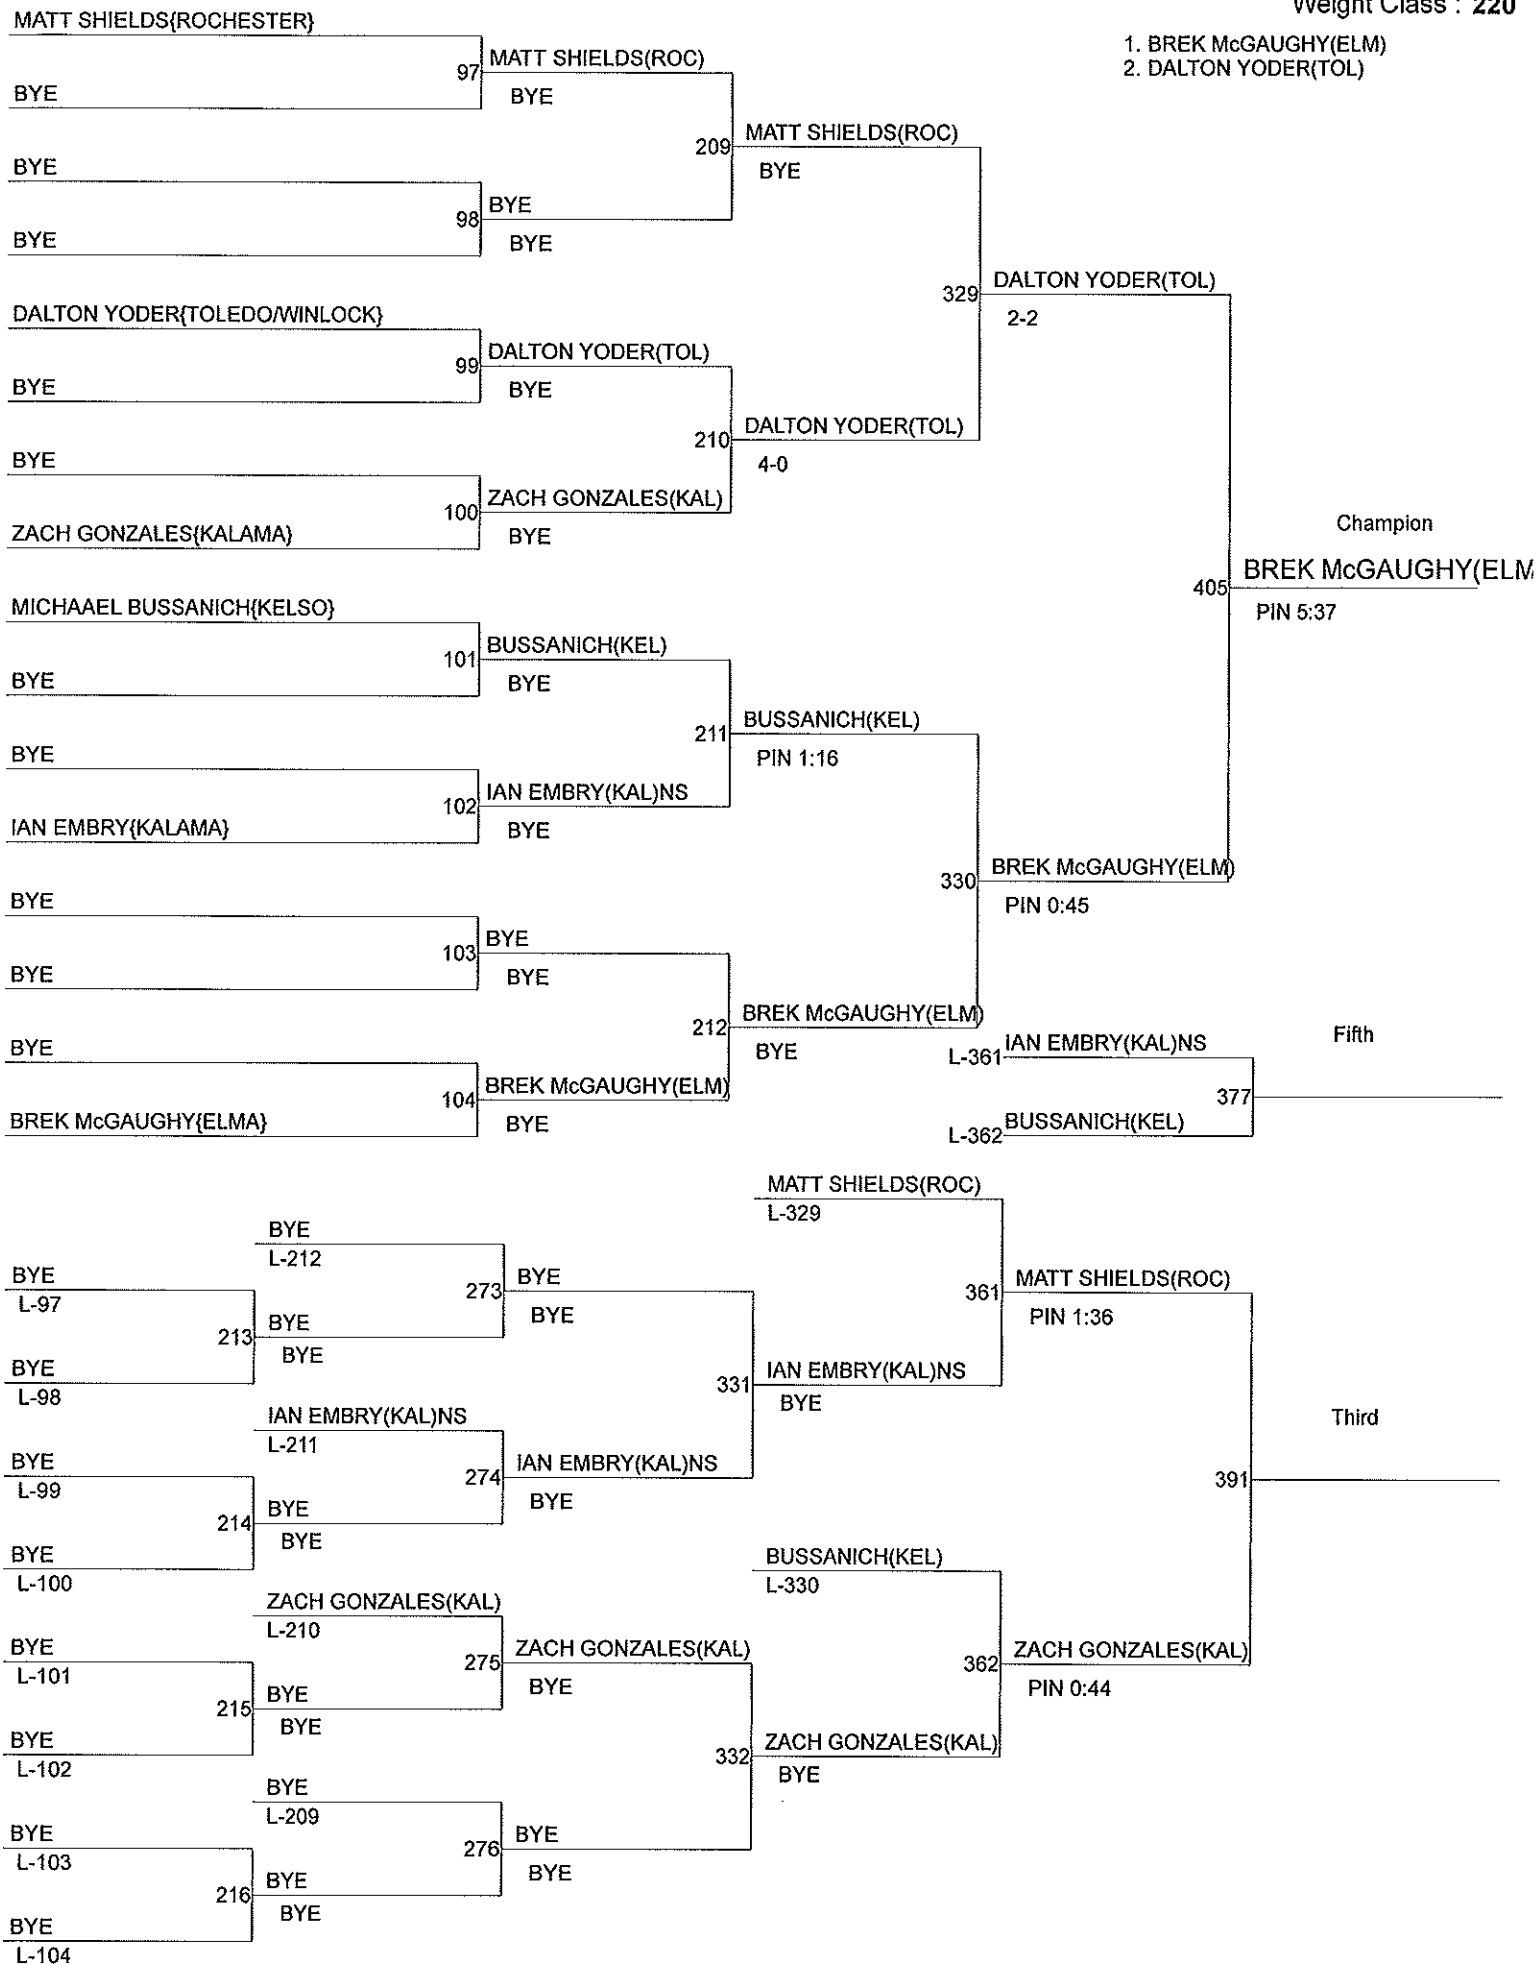 Weight Class : 220
1. BREK McGAUGHY(ELM)
2. DALTON YODER(TOL)
MATT SHIELDS{ROCHESTER}
97
MATT SHIELDS(ROC)
BYE
BYE
209
MATT SHIELDS(ROC)
BYE
BYE
98
BYE
BYE
BYE
329
DALTON YODER(TOL)
2-2
DALTON YODER{TOLEDO/WINLOCK}
99
DALTON YODER(TOL)
BYE
BYE
210
DALTON YODER(TOL)
4-0
BYE
100
ZACH GONZALES(KAL)
BYE
ZACH GONZALES{KALAMA}
Champion
405
BREK McGAUGHY(ELM
PIN 5:37
MICHAAEL BUSSANICH{KELSO}
101
BUSSANICH(KEL)
BYE
BYE
211
BUSSANICH(KEL)
PIN 1:16
BYE
102
IAN EMBRY(KAL)NS
BYE
IAN EMBRY{KALAMA}
330
BREK McGAUGHY(ELM)
PIN 0:45
BYE
103
BYE
BYE
BYE
212
BREK McGAUGHY(ELM)
BYE
BYE
104
BREK McGAUGHY(ELM)
BYE
BREK McGAUGHY{ELMA}
Fifth
L-361
IAN EMBRY(KAL)NS
377
L-362
BUSSANICH(KEL)
MATT SHIELDS(ROC)
L-329
BYE
L-212
BYE
L-97
273
BYE
BYE
361
MATT SHIELDS(ROC)
PIN 1:36
213
BYE
BYE
BYE
L-98
331
IAN EMBRY(KAL)NS
BYE
IAN EMBRY(KAL)NS
L-211
Third
BYE
L-99
274
IAN EMBRY(KAL)NS
BYE
391
214
BYE
BYE
BYE
L-100
BUSSANICH(KEL)
L-330
ZACH GONZALES(KAL)
L-210
BYE
L-101
275
ZACH GONZALES(KAL)
BYE
362
ZACH GONZALES(KAL)
PIN 0:44
215
BYE
BYE
BYE
L-102
332
ZACH GONZALES(KAL)
BYE
BYE
L-209
BYE
L-103
276
BYE
BYE
216
BYE
BYE
BYE
L-104